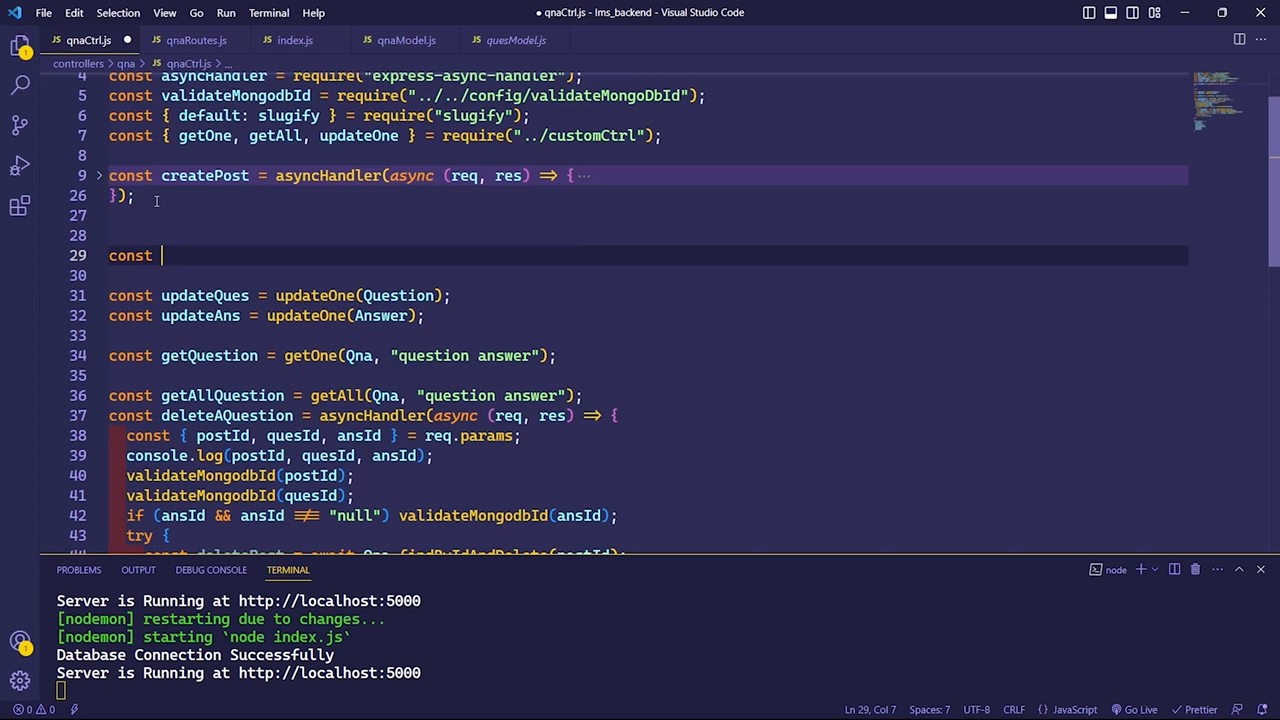 File Edit Selection View Go Run Terminal Help
● qnaCtrl.js - lms_backend - Visual Studio Code
qnaCtrl.js ● qnaRoutes.js index.js qnaModel.js quesModel.js
controllers > qna > qnaCtrl.js > ...
4 const asyncHandler = require("express-async-handler");
5 const validateMongodbId = require("../../config/validateMongoDbId");
6 const { default: slugify } = require("slugify");
7 const { getOne, getAll, updateOne } = require("../customCtrl");
8
9 > const createPost = asyncHandler(async (req, res) => { ···
26 });
27
28
29 const
30
31 const updateQues = updateOne(Question);
32 const updateAns = updateOne(Answer);
33
34 const getQuestion = getOne(Qna, "question answer");
35
36 const getAllQuestion = getAll(Qna, "question answer");
37 const deleteAQuestion = asyncHandler(async (req, res) => {
38 const { postId, quesId, ansId } = req.params;
39 console.log(postId, quesId, ansId);
40 validateMongodbId(postId);
41 validateMongodbId(quesId);
42 if (ansId && ansId !== "null") validateMongodbId(ansId);
43 try {
44 const deletePost = await Qna.findByIdAndDelete(postId);
PROBLEMS OUTPUT DEBUG CONSOLE TERMINAL
node
Server is Running at http://localhost:5000
[nodemon] restarting due to changes...
[nodemon] starting `node index.js`
Database Connection Successfully
Server is Running at http://localhost:5000
0 0 Ln 29, Col 7 Spaces: 7 UTF-8 CRLF {} JavaScript Go Live Prettier